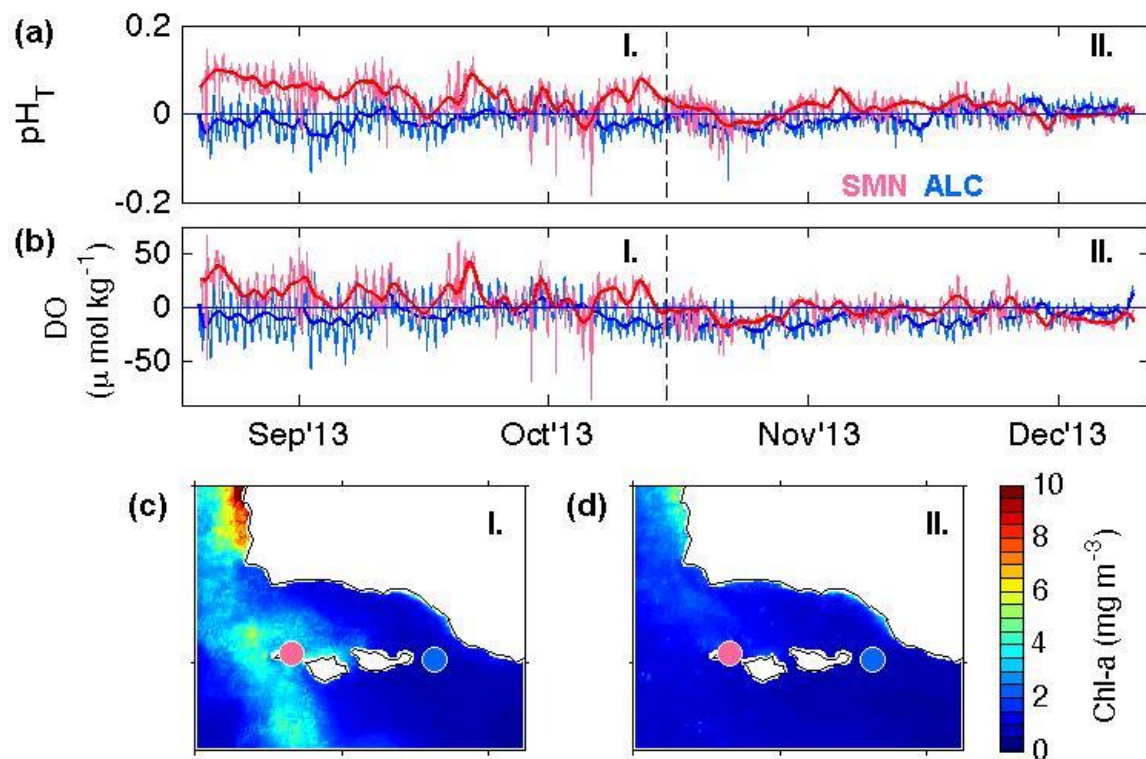 (a)
I.
II.
0.2
0
-0.2
pH_T
SMN ALC
(b)
I.
II.
50
0
-50
DO
(μ mol kg⁻¹)
Sep'13 Oct'13 Nov'13 Dec'13
(c)
I.
(d)
II.
10
8
6
4
2
0
Chl-a (mg m⁻³)